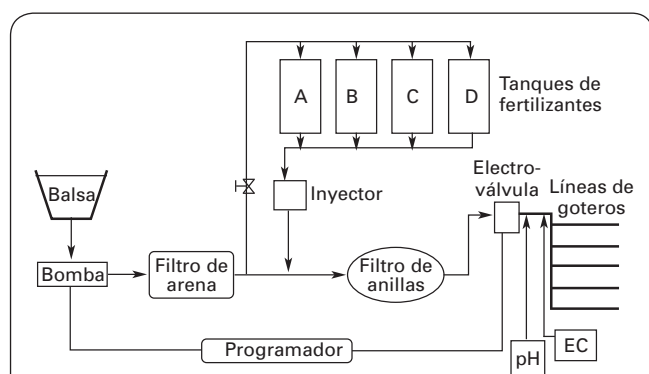 A
B
C
D
Tanques de
fertilizantes
Electro-
válvula
Líneas de
goteros
Balsa
Inyector
Bomba
Filtro de
arena
Filtro de
anillas
Programador
pH
EC